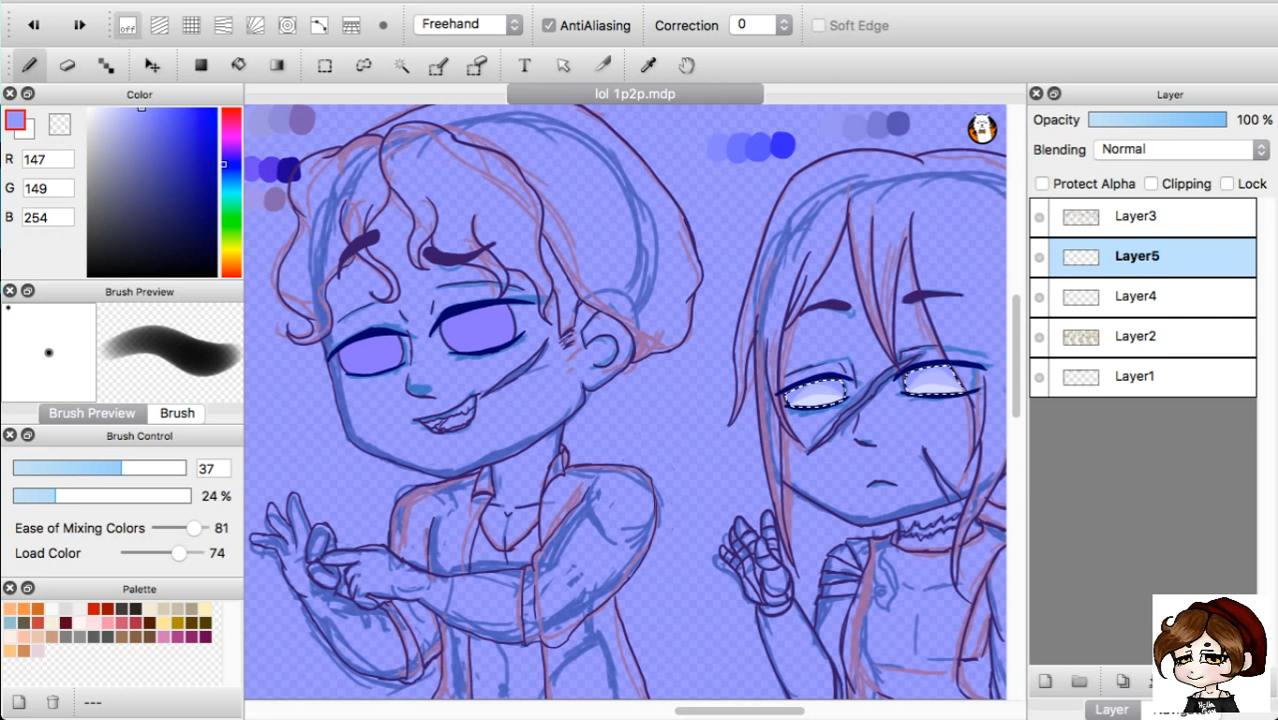 off
Freehand
AntiAliasing
Correction
0
Soft Edge
T
Color
lol 1p2p.mdp
Layer
R
147
G
149
B
254
Opacity
100 %
Blending
Normal
Protect Alpha
Clipping
Lock
Layer3
Layer5
Layer4
Layer2
Layer1
Brush Preview
Brush Preview
Brush
Brush Control
37
24 %
Ease of Mixing Colors
81
Load Color
74
Palette
---
Layer